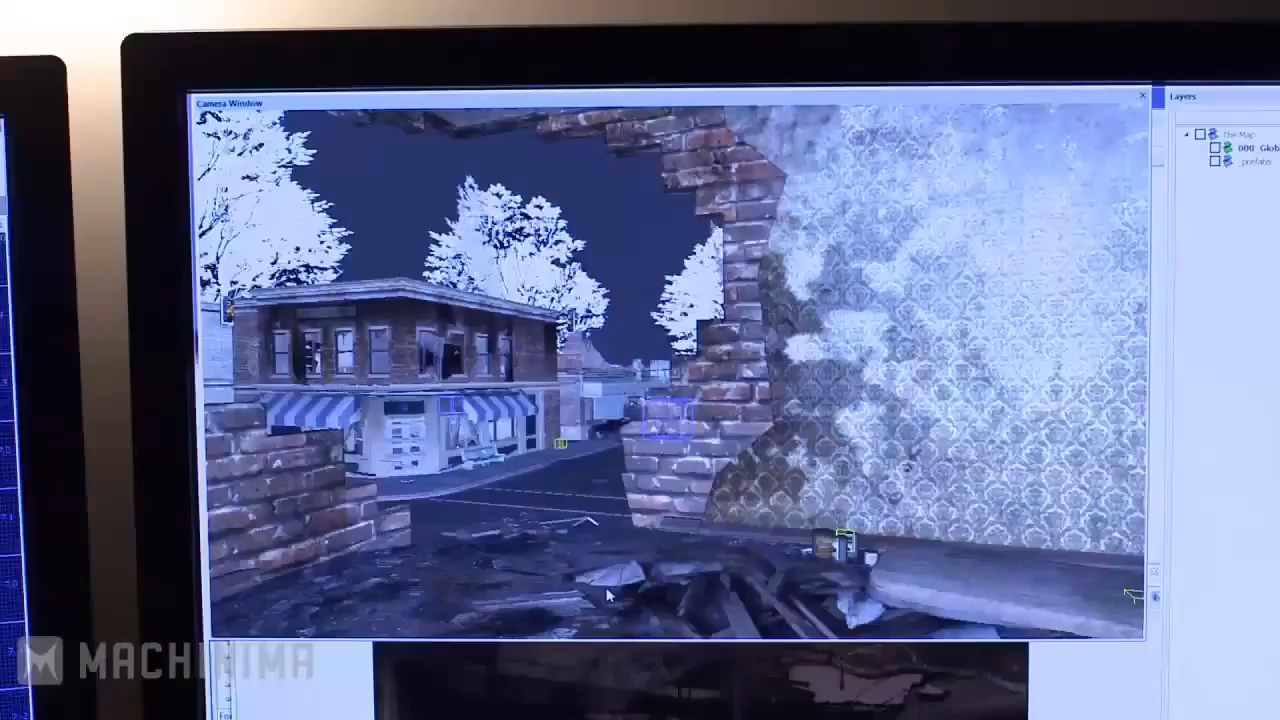 Camera Window
Layers
The Map
000_Glob
_prefabs
MACHINIMA